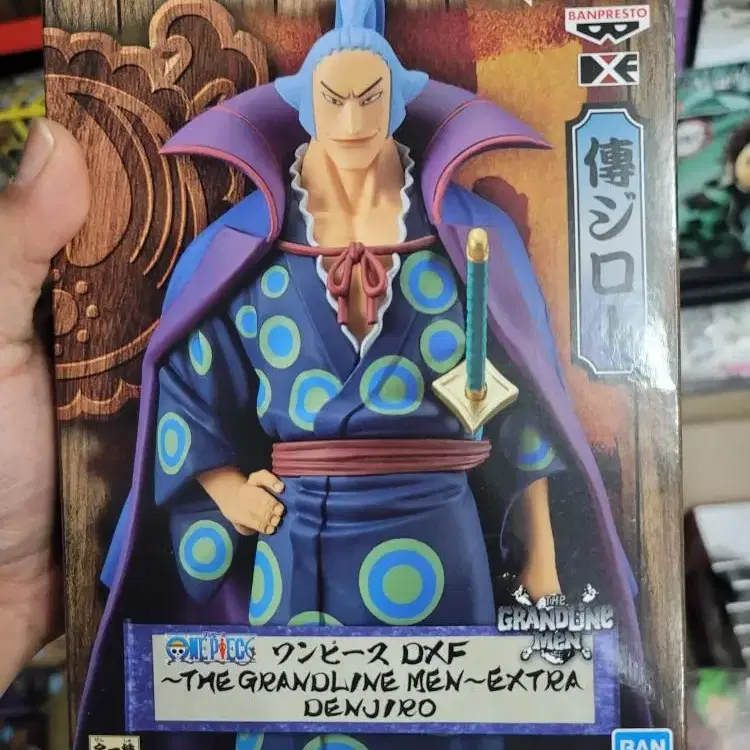 BANPRESTO
DXF
傳ジロー
THE
GRANDLINE
MEN
ONE PIECE
ワンピース DXF
～THE GRANDLINE MEN～EXTRA
DENJIRO
BAN